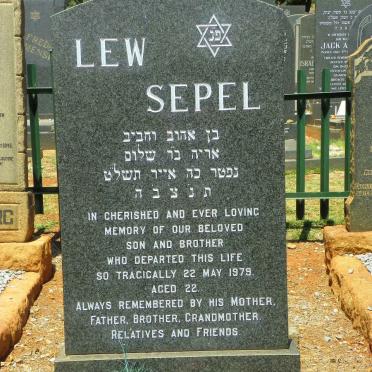 פנ
LEW
SEPEL
בן אהוב וחביב
אריה בר שלום
נפטר כה אייר תשל"ט
ת נ צ ב ה
IN CHERISHED AND EVER LOVING
MEMORY OF OUR BELOVED
SON AND BROTHER
WHO DEPARTED THIS LIFE
SO TRAGICALLY 22 MAY 1979.
AGED 22.
ALWAYS REMEMBERED BY HIS MOTHER,
FATHER, BROTHER, GRANDMOTHER,
RELATIVES AND FRIENDS.
JACK